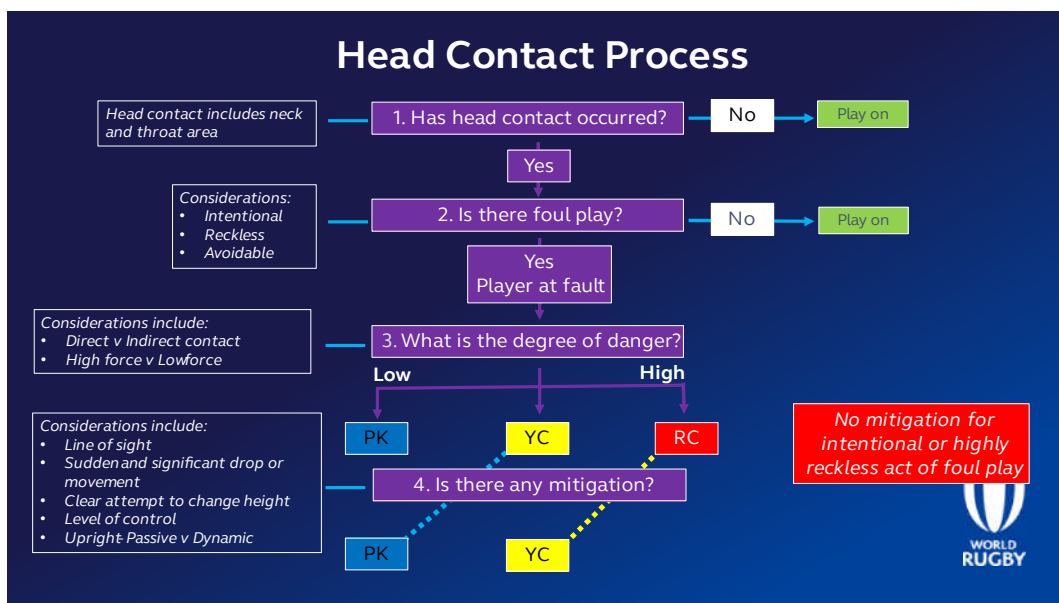 Head Contact Process
Head contact includes neck
and throat area
1. Has head contact occurred?
No
Play on
Yes
Considerations:
• Intentional
• Reckless
• Avoidable
2. Is there foul play?
No
Play on
Yes
Player at fault
Considerations include:
• Direct v Indirect contact
• High force v Lowforce
3. What is the degree of danger?
Low
High
Considerations include:
• Line of sight
• Sudden and significant drop or
movement
• Clear attempt to change height
• Level of control
• Upright- Passive v Dynamic
PK
YC
RC
4. Is there any mitigation?
PK
YC
No mitigation for
intentional or highly
reckless act of foul play
WORLD
RUGBY